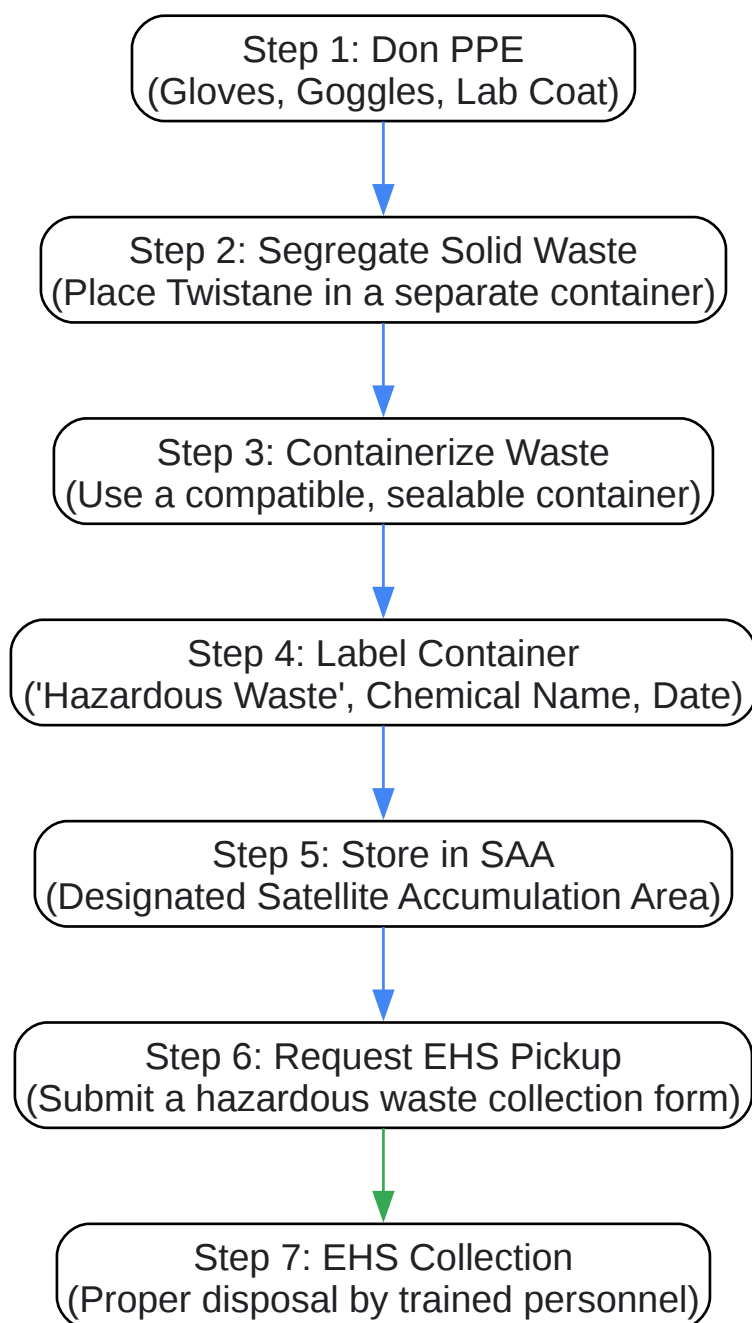 Step 1: Don PPE
(Gloves, Goggles, Lab Coat)
Step 2: Segregate Solid Waste
(Place Twistane in a separate container)
Step 3: Containerize Waste
(Use a compatible, sealable container)
Step 4: Label Container
('Hazardous Waste', Chemical Name, Date)
Step 5: Store in SAA
(Designated Satellite Accumulation Area)
Step 6: Request EHS Pickup
(Submit a hazardous waste collection form)
Step 7: EHS Collection
(Proper disposal by trained personnel)